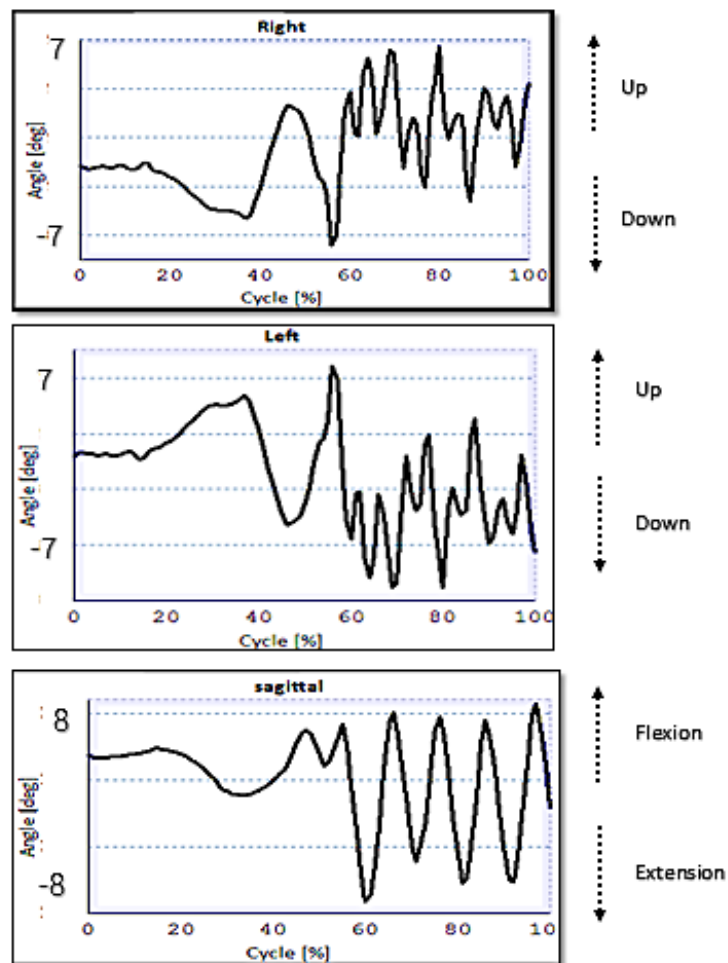 Right
7
Angle [deg]
-7
0 20 40 60 80 100
Cycle [%]
Up
Down
Left
7
Angle [deg]
-7
0 20 40 60 80 100
Cycle [%]
Up
Down
sagittal
8
Angle [deg]
-8
0 20 40 60 80 100
Cycle [%]
Flexion
Extension